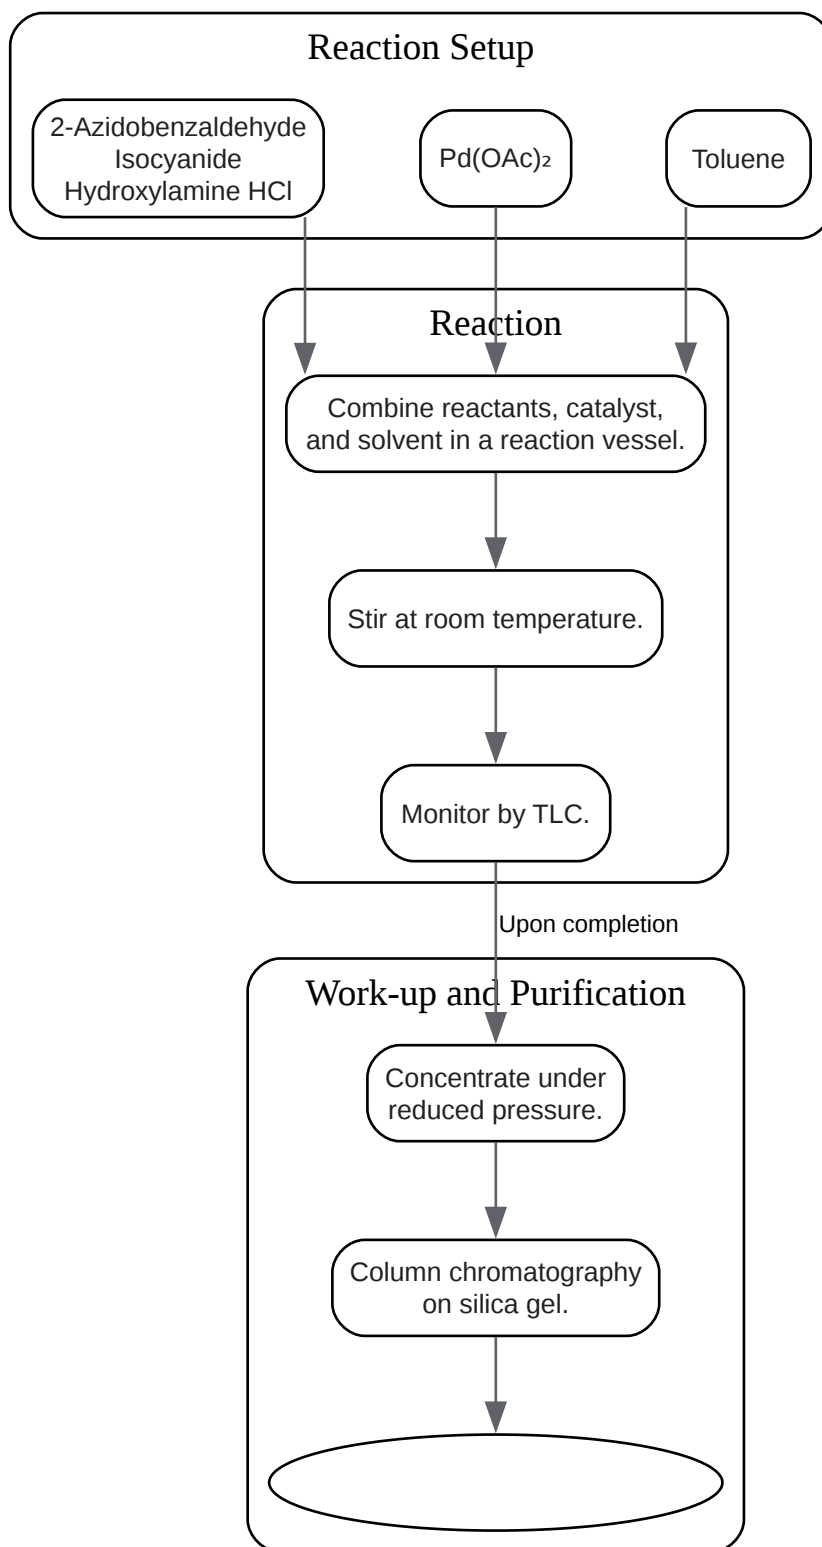 Reaction Setup
2-Azidobenzaldehyde
Isocyanide
Hydroxylamine HCl
Pd(OAc)₂
Toluene
Reaction
Combine reactants, catalyst,
and solvent in a reaction vessel.
Stir at room temperature.
Monitor by TLC.
Upon completion
Work-up and Purification
Concentrate under
reduced pressure.
Column chromatography
on silica gel.